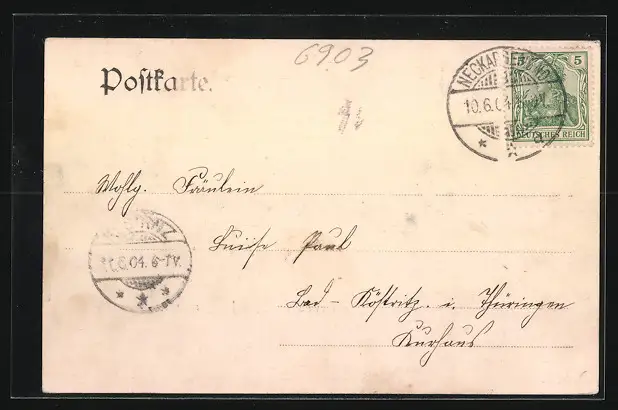 6903
Postkarte.
NECKARGEMÜND
10.6.04
5
DEUTSCHES REICH
Wohlg. Fräulein
Luise Paul
11.6.04. 6-7V.
Bad-Köstritz i. Thüringen
Kurhaus